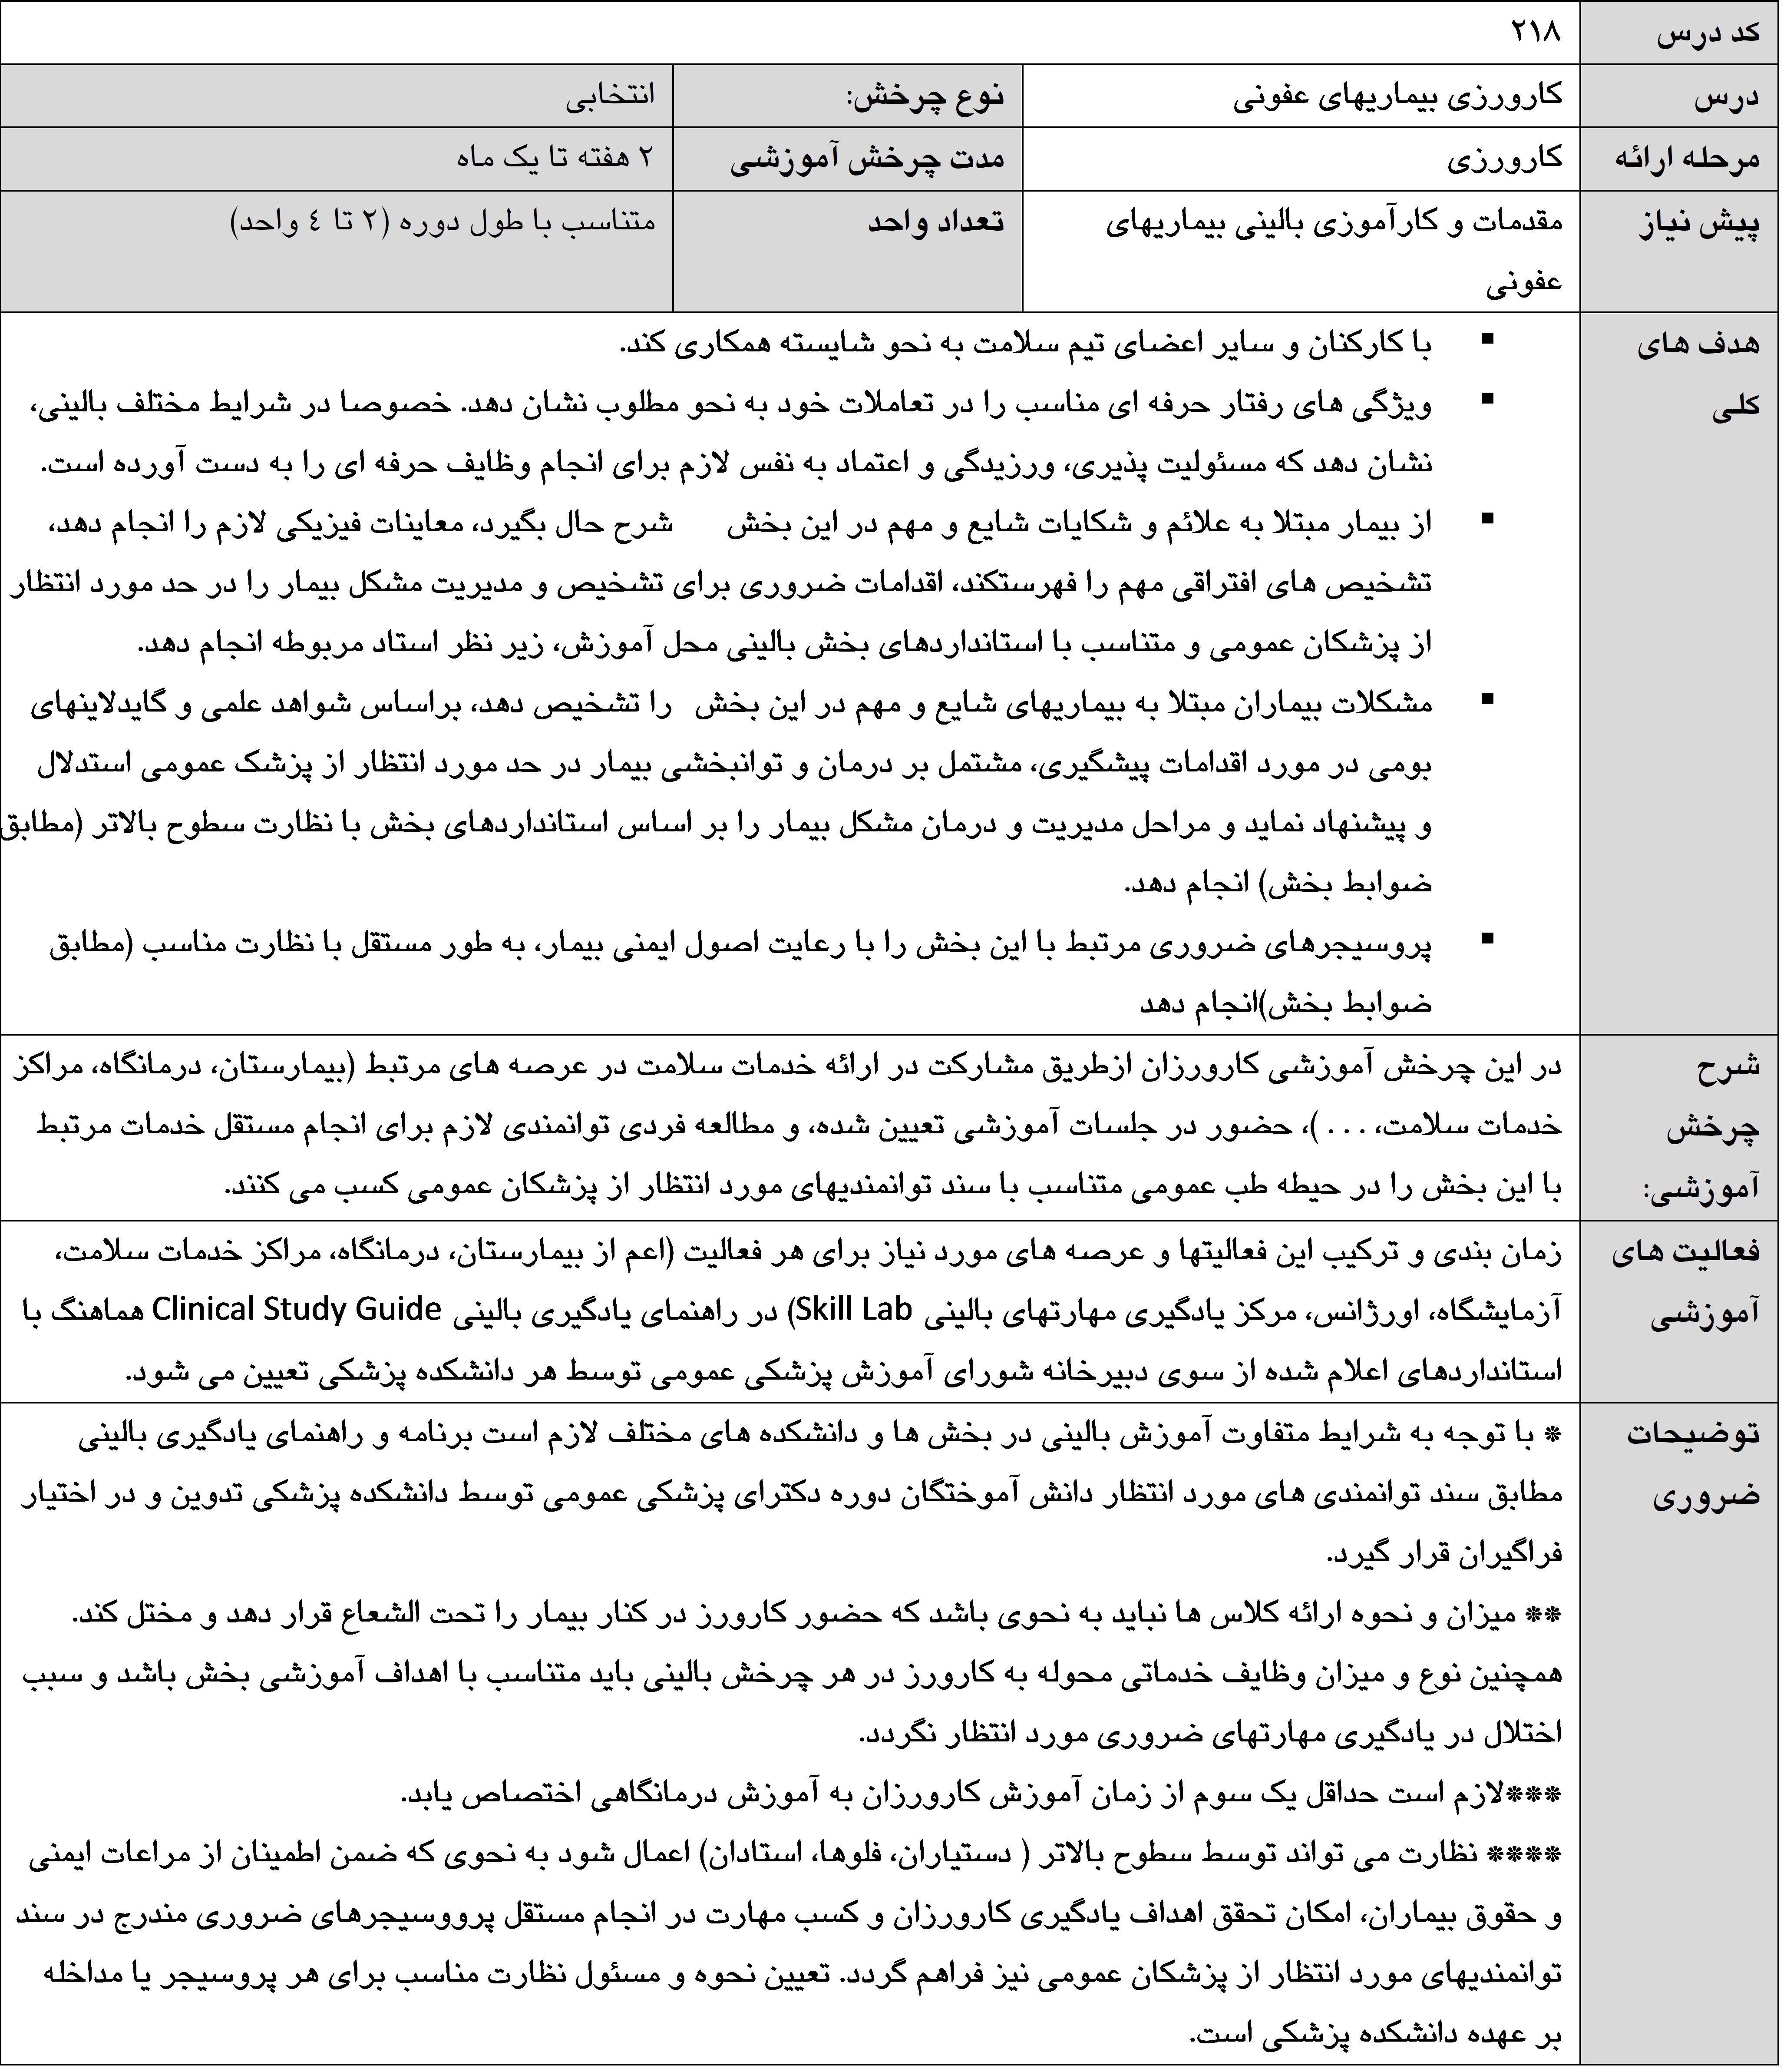 کد درس ۲۱۸
درس کارورزی بیماریهای عفونی نوع چرخش: انتخابی
مرحله ارائه کارورزی مدت چرخش آموزشی ۲ هفته تا یک ماه
پیش نیاز مقدمات و کارآموزی بالینی بیماریهای تعداد واحد متناسب با طول دوره (۲ تا ٤ واحد)
عفونی
هدف های ▪ با کارکنان و سایر اعضای تیم سلامت به نحو شایسته همکاری کند.
کلی ▪ ویژگی های رفتار حرفه ای مناسب را در تعاملات خود به نحو مطلوب نشان دهد. خصوصا در شرایط مختلف بالینی،
نشان دهد که مسئولیت پذیری، ورزیدگی و اعتماد به نفس لازم برای انجام وظایف حرفه ای را به دست آورده است.
▪ از بیمار مبتلا به علائم و شکایات شایع و مهم در این بخش شرح حال بگیرد، معاینات فیزیکی لازم را انجام دهد،
تشخیص های افتراقی مهم را فهرستکند، اقدامات ضروری برای تشخیص و مدیریت مشکل بیمار را در حد مورد انتظار
از پزشکان عمومی و متناسب با استانداردهای بخش بالینی محل آموزش، زیر نظر استاد مربوطه انجام دهد.
▪ مشکلات بیماران مبتلا به بیماریهای شایع و مهم در این بخش را تشخیص دهد، براساس شواهد علمی و گایدلاینهای
بومی در مورد اقدامات پیشگیری، مشتمل بر درمان و توانبخشی بیمار در حد مورد انتظار از پزشک عمومی استدلال
و پیشنهاد نماید و مراحل مدیریت و درمان مشکل بیمار را بر اساس استانداردهای بخش با نظارت سطوح بالاتر (مطابق
ضوابط بخش) انجام دهد.
▪ پروسیجرهای ضروری مرتبط با این بخش را با رعایت اصول ایمنی بیمار، به طور مستقل با نظارت مناسب (مطابق
ضوابط بخش)انجام دهد
شرح در این چرخش آموزشی کارورزان ازطریق مشارکت در ارائه خدمات سلامت در عرصه های مرتبط (بیمارستان، درمانگاه، مراکز
چرخش خدمات سلامت، . . . )، حضور در جلسات آموزشی تعیین شده، و مطالعه فردی توانمندی لازم برای انجام مستقل خدمات مرتبط
آموزشی: با این بخش را در حیطه طب عمومی متناسب با سند توانمندیهای مورد انتظار از پزشکان عمومی کسب می کنند.
فعالیت های زمان بندی و ترکیب این فعالیتها و عرصه های مورد نیاز برای هر فعالیت (اعم از بیمارستان، درمانگاه، مراکز خدمات سلامت،
آموزشی آزمایشگاه، اورژانس، مرکز یادگیری مهارتهای بالینی Skill Lab) در راهنمای یادگیری بالینی Clinical Study Guide هماهنگ با
استانداردهای اعلام شده از سوی دبیرخانه شورای آموزش پزشکی عمومی توسط هر دانشکده پزشکی تعیین می شود.
توضیحات * با توجه به شرایط متفاوت آموزش بالینی در بخش ها و دانشکده های مختلف لازم است برنامه و راهنمای یادگیری بالینی
ضروری مطابق سند توانمندی های مورد انتظار دانش آموختگان دوره دکترای پزشکی عمومی توسط دانشکده پزشکی تدوین و در اختیار
فراگیران قرار گیرد.
** میزان و نحوه ارائه کلاس ها نباید به نحوی باشد که حضور کارورز در کنار بیمار را تحت الشعاع قرار دهد و مختل کند.
همچنین نوع و میزان وظایف خدماتی محوله به کارورز در هر چرخش بالینی باید متناسب با اهداف آموزشی بخش باشد و سبب
اختلال در یادگیری مهارتهای ضروری مورد انتظار نگردد.
***لازم است حداقل یک سوم از زمان آموزش کارورزان به آموزش درمانگاهی اختصاص یابد.
**** نظارت می تواند توسط سطوح بالاتر ( دستیاران، فلوها، استادان) اعمال شود به نحوی که ضمن اطمینان از مراعات ایمنی
و حقوق بیماران، امکان تحقق اهداف یادگیری کارورزان و کسب مهارت در انجام مستقل پرووسیجرهای ضروری مندرج در سند
توانمندیهای مورد انتظار از پزشکان عمومی نیز فراهم گردد. تعیین نحوه و مسئول نظارت مناسب برای هر پروسیجر یا مداخله
بر عهده دانشکده پزشکی است.